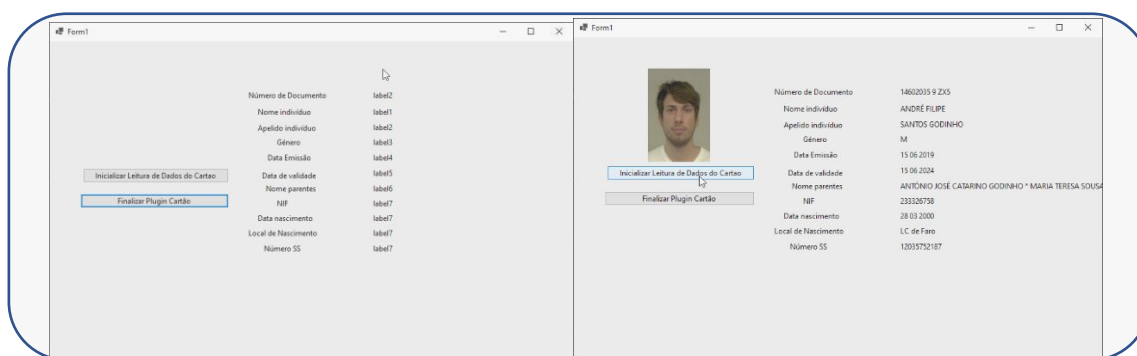 Form1
Número de Documento label2
Nome indivíduo label1
Apelido indivíduo label2
Género label3
Data Emissão label4
Inicializar Leitura de Dados do Cartao
Data de validade label5
Nome parentes label6
Finalizar Plugin Cartão
NIF label7
Data nascimento label7
Local de Nascimento label7
Número SS label7
Form1
Número de Documento 14602035 9 ZX5
Nome indivíduo ANDRÉ FILIPE
Apelido indivíduo SANTOS GODINHO
Género M
Data Emissão 15 06 2019
Inicializar Leitura de Dados do Cartao
Data de validade 15 06 2024
Nome parentes ANTÓNIO JOSÉ CATARINO GODINHO * MARIA TERESA SOUSA
Finalizar Plugin Cartão
NIF 233326758
Data nascimento 28 03 2000
Local de Nascimento LC de Faro
Número SS 12035752187